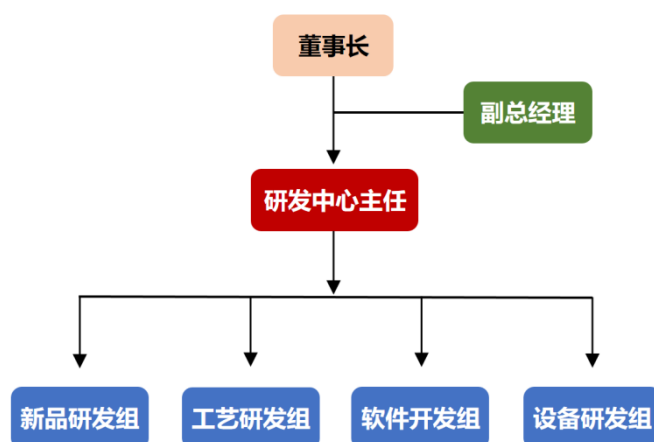 董事长
副总经理
研发中心主任
新品研发组
工艺研发组
软件开发组
设备研发组